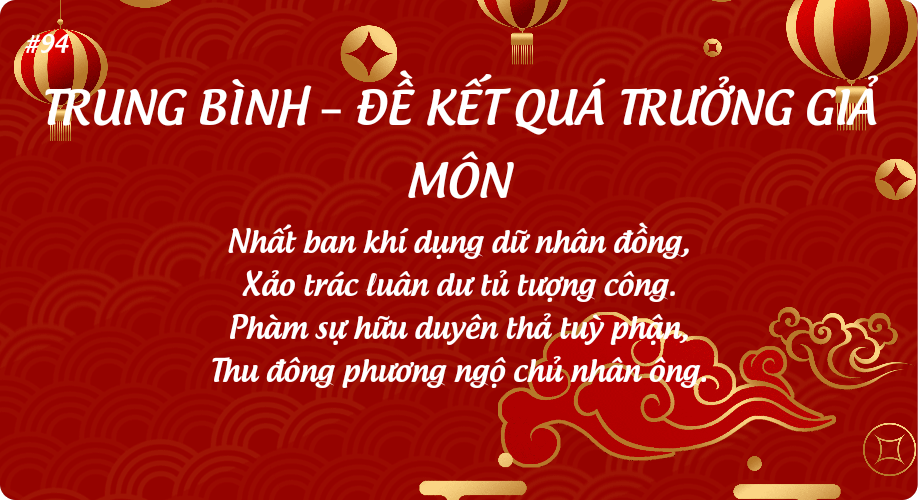 #94
TRUNG BÌNH – ĐỀ KẾT QUÁ TRƯỞNG GIẢ
MÔN
Nhất ban khí dụng dữ nhân đồng,
Xảo trác luân dư tủ tượng công.
Phàm sự hữu duyên thả tuỳ phận,
Thu đông phương ngộ chủ nhân ông.